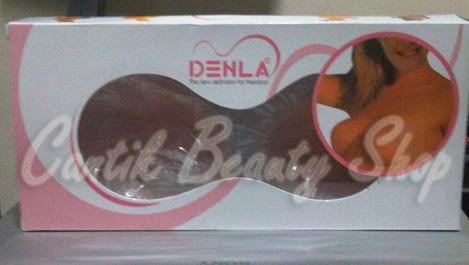 DENLA®
The new definition for freedom
Cantik Beauty Shop